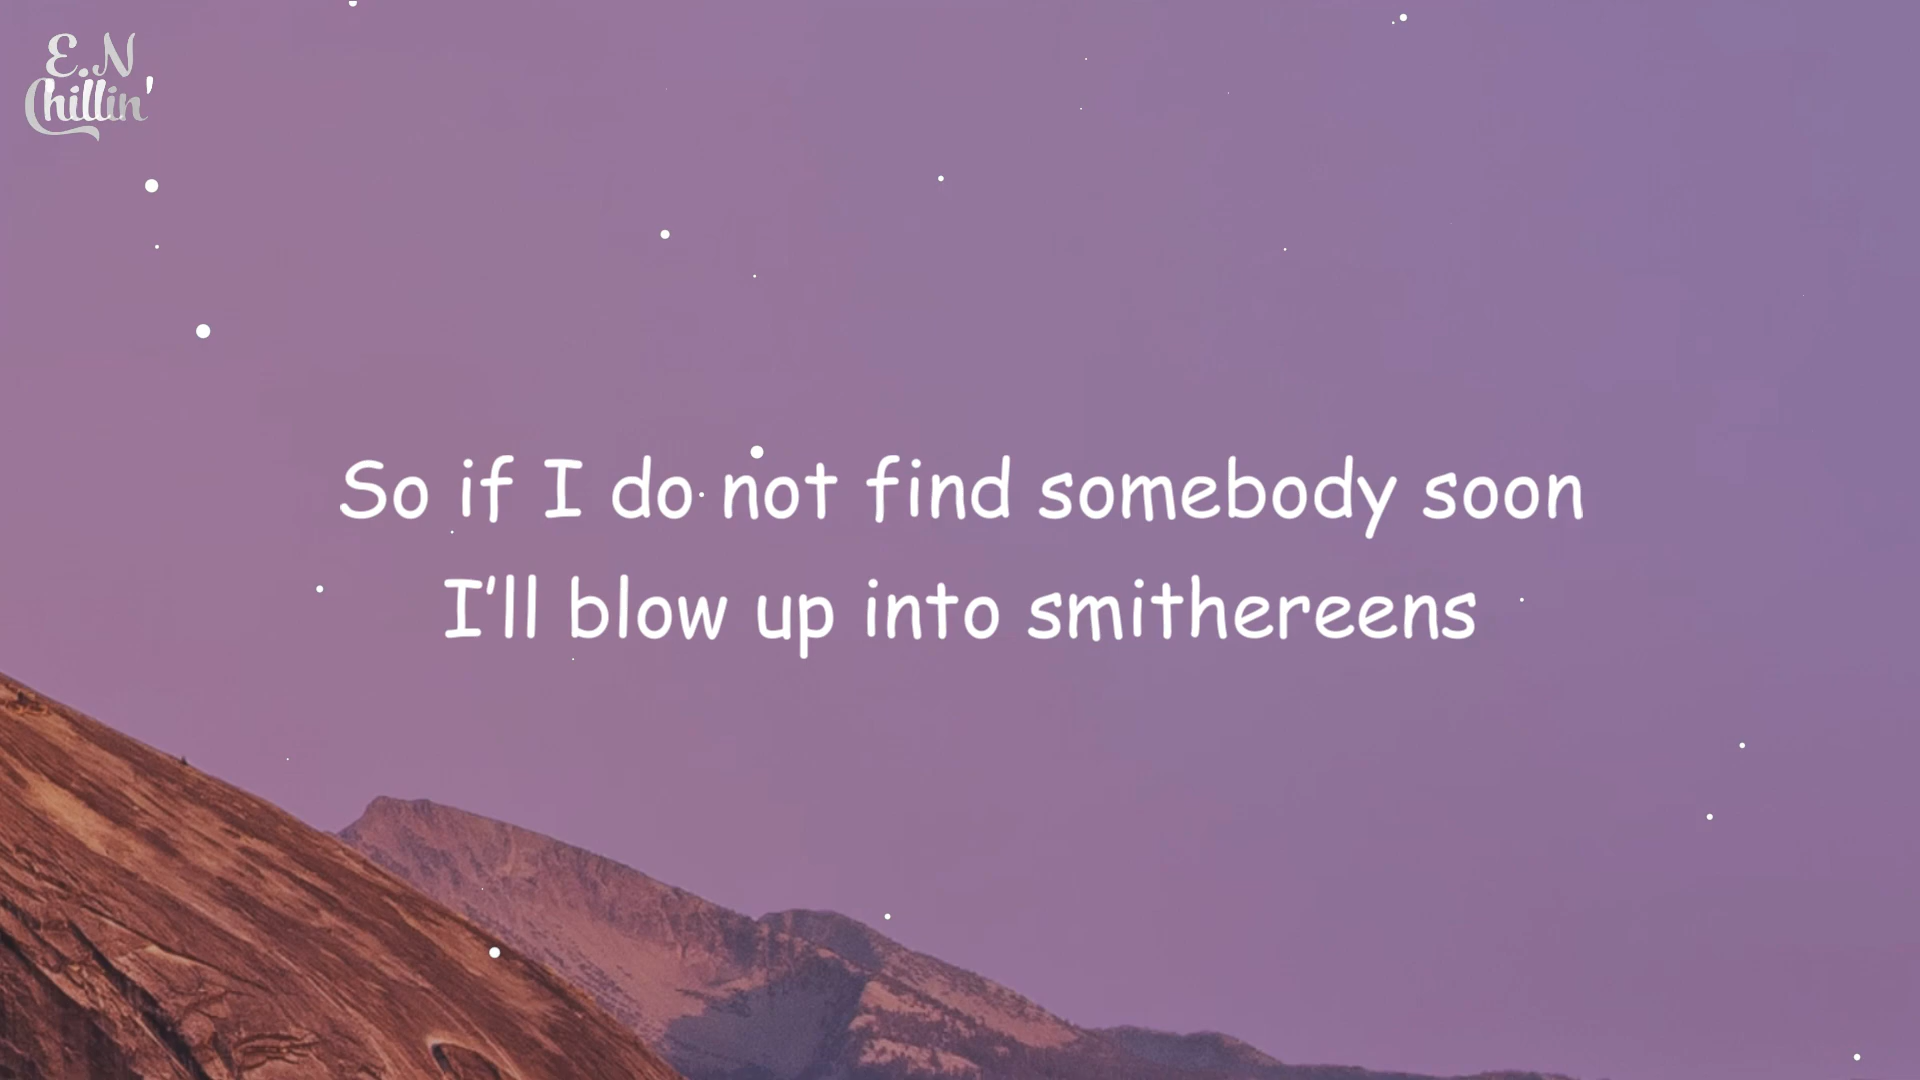 E.N
Chillin'
So if I do not find somebody soon
I'll blow up into smithereens